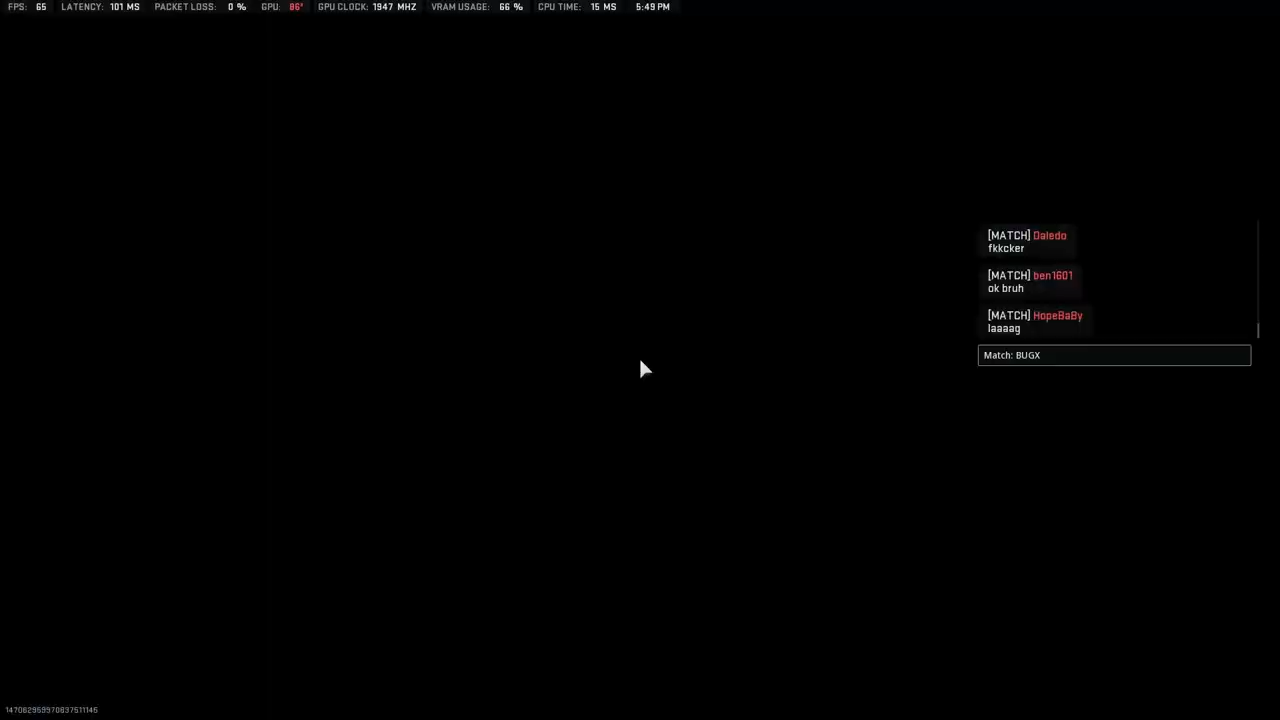 FPS: 65 LATENCY: 101 MS PACKET LOSS: 0 % GPU: 86° GPU CLOCK: 1947 MHZ VRAM USAGE: 66 % CPU TIME: 15 MS 5:49 PM
[MATCH] Daledo
fkkcker
[MATCH] ben1601
ok bruh
[MATCH] HopeBaBy
laaaag
Match: BUGX